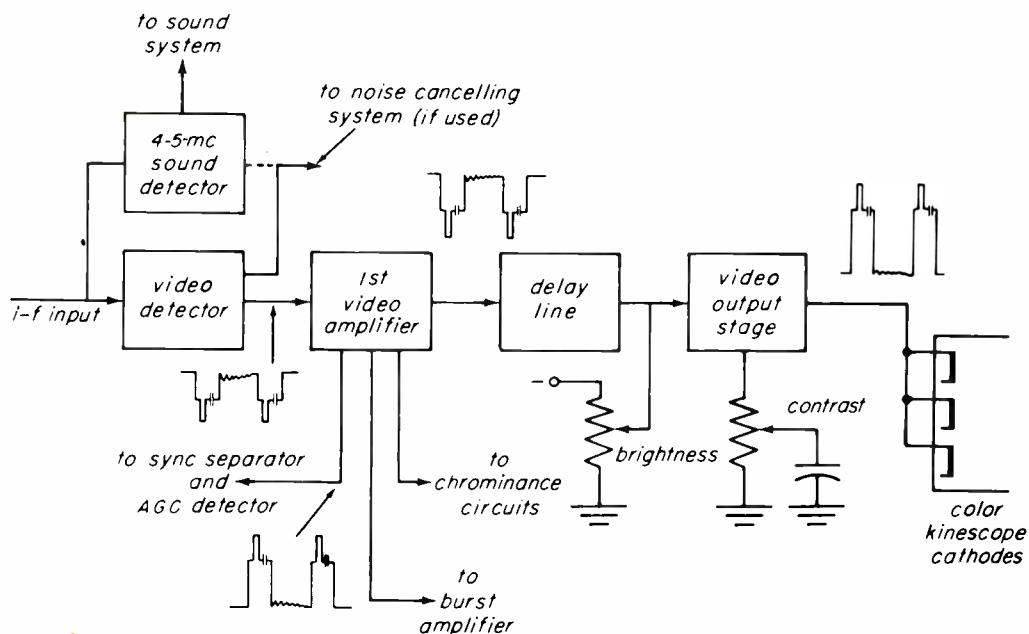 to sound
system
to noise cancelling
system (if used)
4-5-mc
sound
detector
i-f input
video
detector
1st
video
amplifier
delay
line
video
output
stage
–
brightness
contrast
to sync separator
and
AGC detector
to
chrominance
circuits
to
burst
amplifier
color
kinescope
cathodes